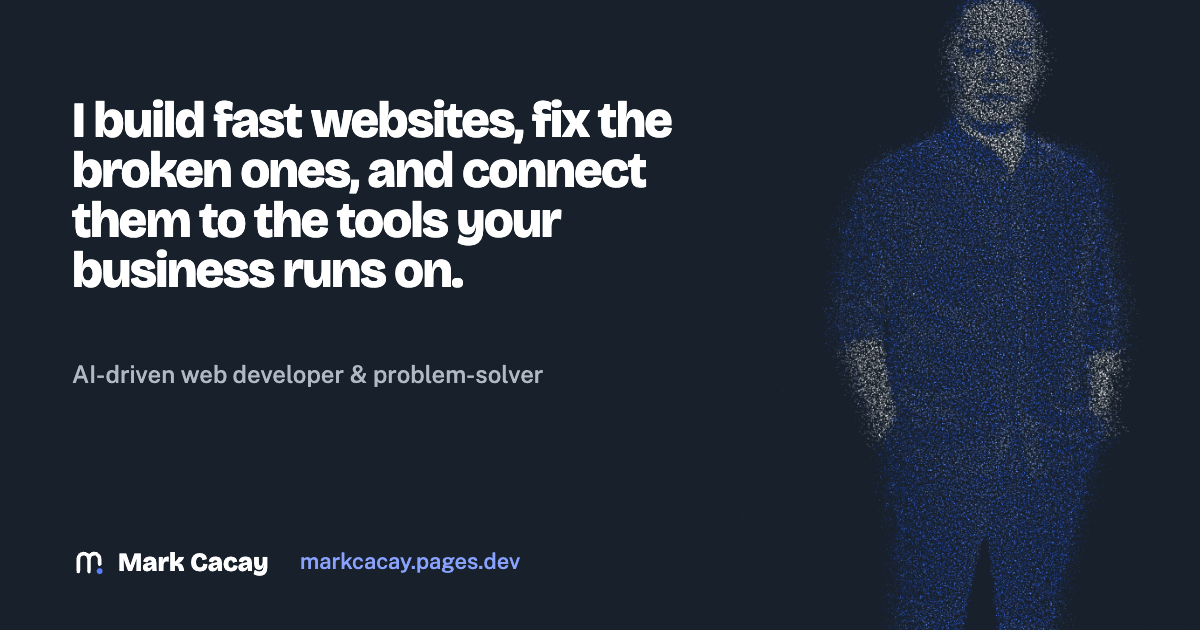 I build fast websites, fix the
broken ones, and connect
them to the tools your
business runs on.
AI-driven web developer & problem-solver
m. Mark Cacay markcacay.pages.dev